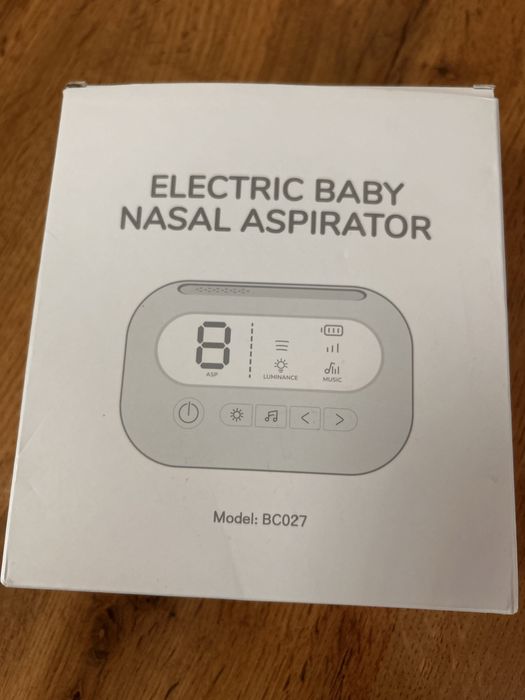 ELECTRIC BABY
NASAL ASPIRATOR
8
ASP
LUMINANCE
MUSIC
Model: BC027